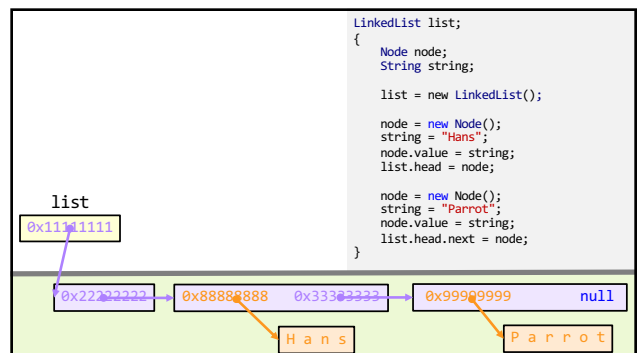 LinkedList list;
{
Node node;
String string;
list = new LinkedList();
node = new Node();
string = "Hans";
node.value = string;
list.head = node;
node = new Node();
string = "Parrot";
node.value = string;
list.head.next = node;
}
list
0x11111111
0x22222222 0x88888888 0x33333333 0x99999999 null
Hans Parrot